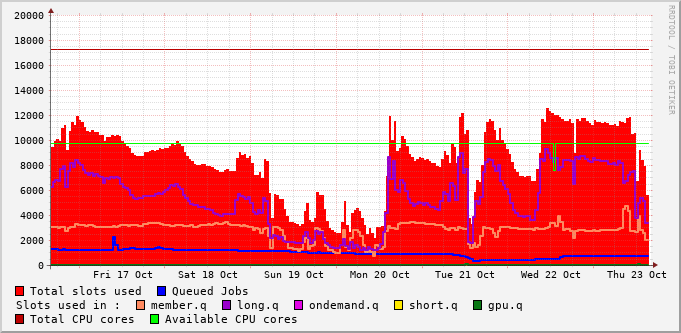 20000
18000
16000
14000
12000
10000
8000
6000
4000
2000
0
Fri 17 Oct Sat 18 Oct Sun 19 Oct Mon 20 Oct Tue 21 Oct Wed 22 Oct Thu 23 Oct
RRDTOOL / TOBI OETIKER
Total slots used Queued Jobs
Slots used in : member.q long.q ondemand.q short.q gpu.q
Total CPU cores Available CPU cores